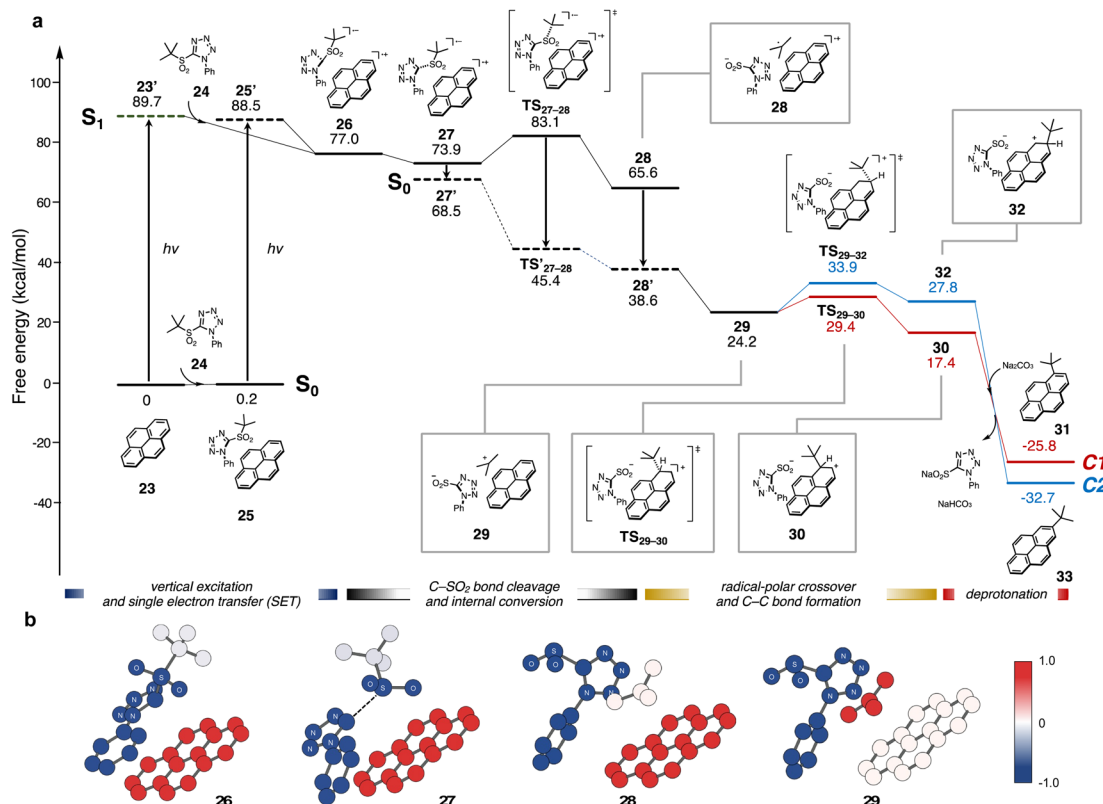 a
Free energy (kcal/mol)
100
80
60
40
20
0
-20
-40
S1
S0
S0
S0
23'
89.7
24
25'
88.5
hν
hν
24
0
0.2
23
25
26
77.0
27
73.9
27'
68.5
TS27–28
83.1
TS'27–28
45.4
28
65.6
28'
38.6
28
29
24.2
TS29–32
33.9
TS29–30
29.4
32
27.8
30
17.4
32
29
TS29–30
30
Na2CO3
31
-25.8
C1
-32.7
C2
NaO2S
NaHCO3
33
vertical excitation
and single electron transfer (SET)
C–SO2 bond cleavage
and internal conversion
radical-polar crossover
and C–C bond formation
deprotonation
b
26
27
28
29
1.0
0
-1.0